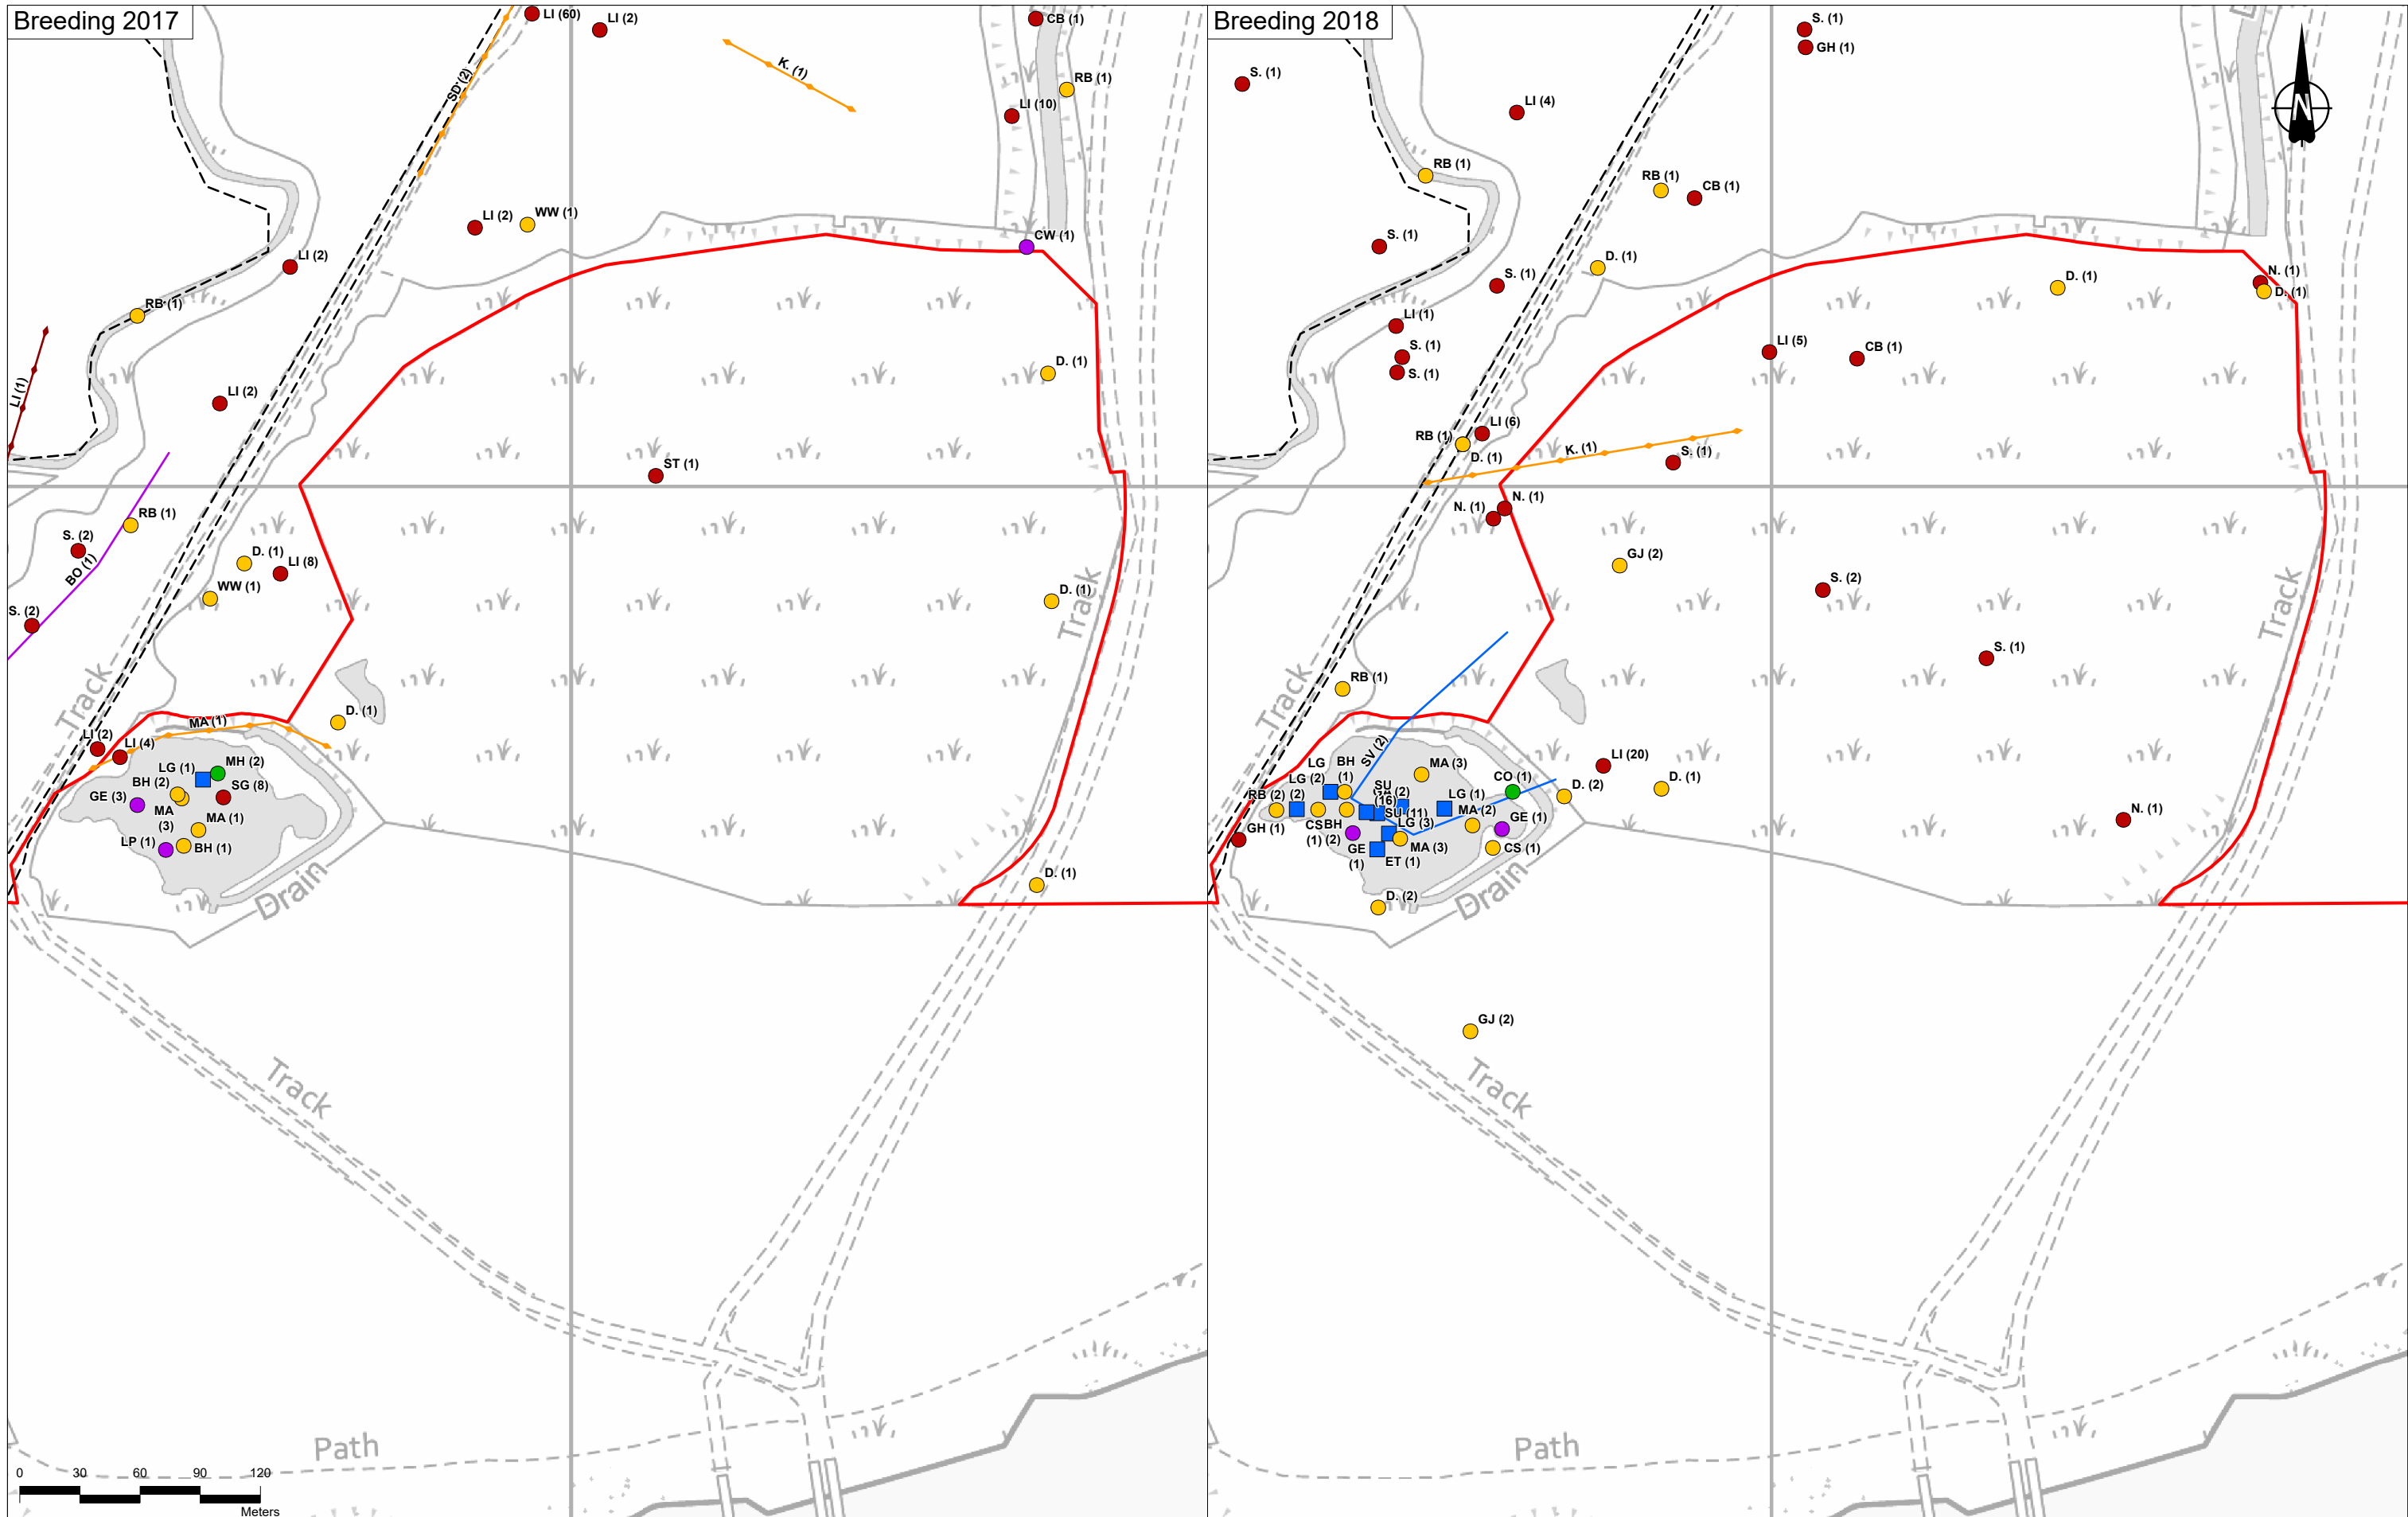 Breeding 2017
LI (60)
LI (2)
CB (1)
K. (1)
SD (2)
RB (1)
LI (10)
LI (2)
WW (1)
CW (1)
LI (2)
RB (1)
LI (1)
D. (1)
LI (2)
ST (1)
RB (1)
S. (2)
BO (1)
D. (1)
LI (8)
WW (1)
D. (1)
S. (2)
Track
Track
D. (1)
MA (1)
LI (2)
LI (4)
MH (2)
LG (1)
BH (2)
SG (8)
GE (3)
MA
(3)
MA (1)
LP (1)
BH (1)
D. (1)
Drain
Track
Path
0 30 60 90 120
Meters
Breeding 2018
S. (1)
GH (1)
S. (1)
N
LI (4)
RB (1)
RB (1)
CB (1)
S. (1)
D. (1)
D. (1)
N. (1)
D. (1)
S. (1)
LI (1)
S. (1)
S. (1)
LI (5)
CB (1)
LI (6)
RB (1)
D. (1)
K. (1)
S. (1)
N. (1)
N. (1)
GJ (2)
S. (2)
S. (1)
Track
RB (1)
Track
SV (2)
LG
BH
(1)
MA (3)
CO (1)
LI (20)
D. (1)
D. (2)
LG (2)
SU
(16)
RB (2)
(2)
LG (1)
SU (11)
MA (2)
LG (3)
GE (1)
N. (1)
GH (1)
CS
(1)
BH
(2)
GE
(1)
MA (3)
CS (1)
ET (1)
D. (2)
Drain
GJ (2)
Track
Path